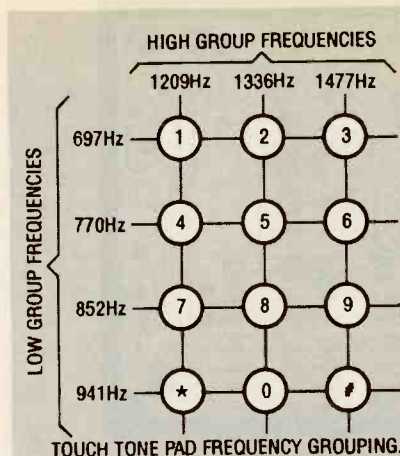 HIGH GROUP FREQUENCIES
1209Hz 1336Hz 1477Hz
697Hz 1 2 3
770Hz 4 5 6
852Hz 7 8 9
941Hz * 0 #
LOW GROUP FREQUENCIES
TOUCH TONE PAD FREQUENCY GROUPING.